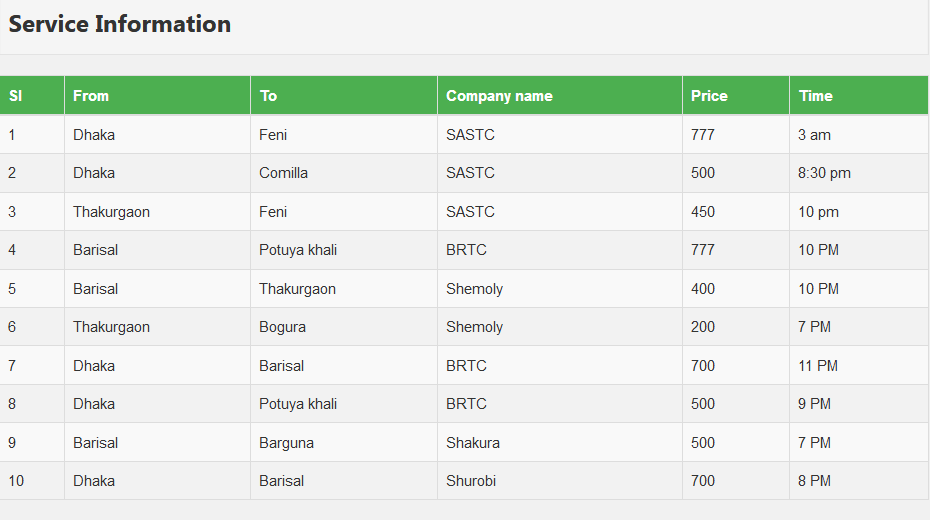 Service Information
Sl From To Company name Price Time
1 Dhaka Feni SASTC 777 3 am
2 Dhaka Comilla SASTC 500 8:30 pm
3 Thakurgaon Feni SASTC 450 10 pm
4 Barisal Potuya khali BRTC 777 10 PM
5 Barisal Thakurgaon Shemoly 400 10 PM
6 Thakurgaon Bogura Shemoly 200 7 PM
7 Dhaka Barisal BRTC 700 11 PM
8 Dhaka Potuya khali BRTC 500 9 PM
9 Barisal Barguna Shakura 500 7 PM
10 Dhaka Barisal Shurobi 700 8 PM